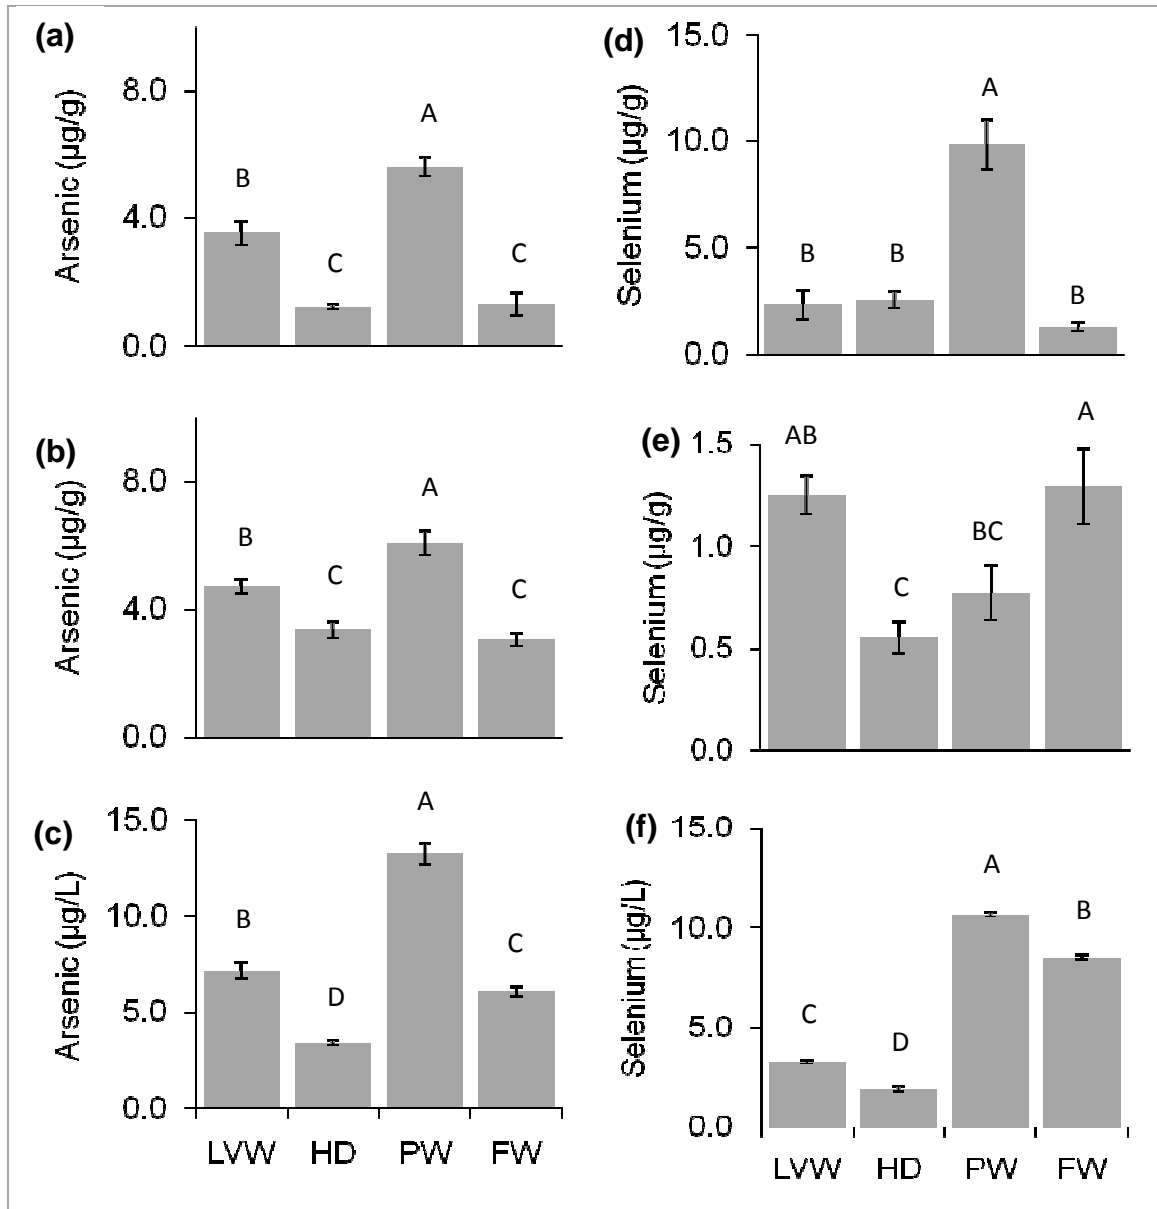 (a)
Arsenic (µg/g)
8.0
4.0
0.0
B
C
A
C
(b)
Arsenic (µg/g)
8.0
4.0
0.0
B
C
A
C
(c)
Arsenic (µg/L)
15.0
10.0
5.0
0.0
B
D
A
C
LVW HD PW FW
(d)
Selenium (µg/g)
15.0
10.0
5.0
0.0
B
B
A
B
(e)
Selenium (µg/g)
1.5
1.0
0.5
0.0
AB
C
BC
A
(f)
Selenium (µg/L)
15.0
10.0
5.0
0.0
C
D
A
B
LVW HD PW FW